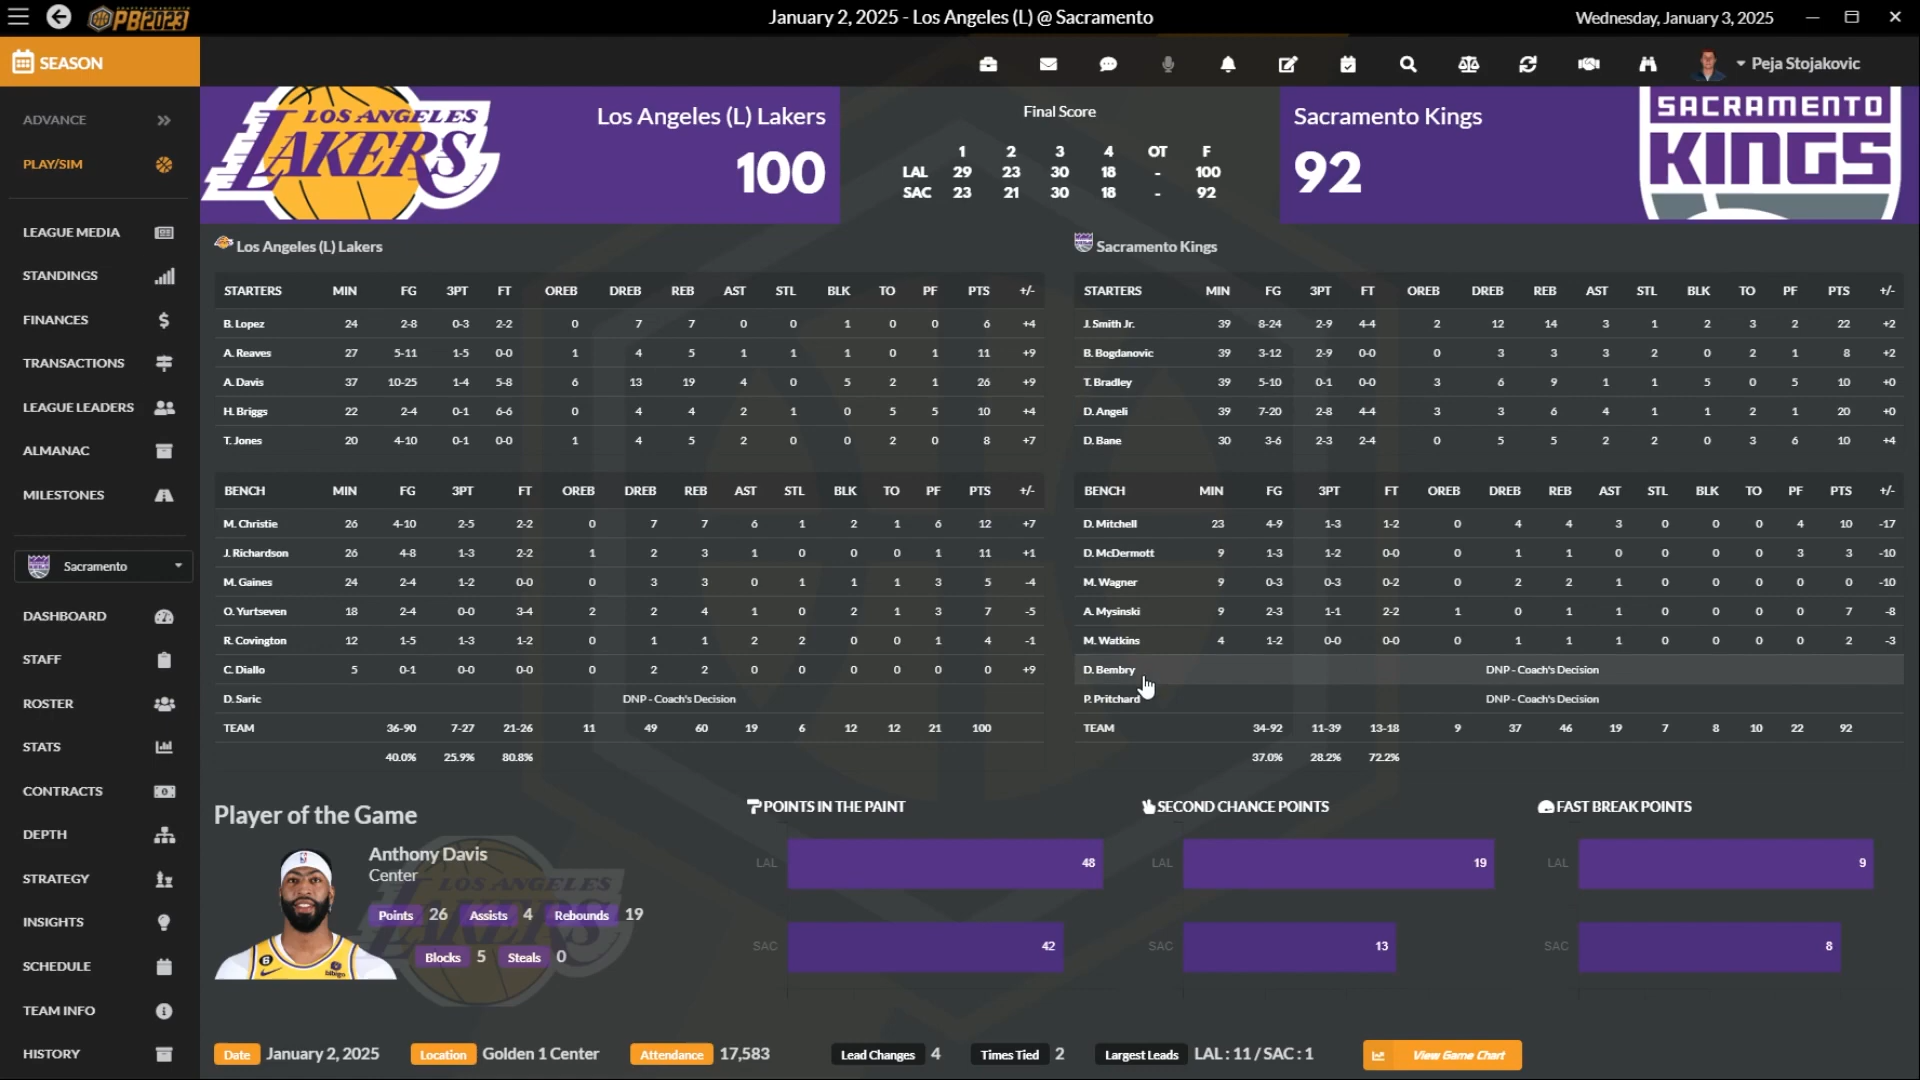 PB2023
January 2, 2025 - Los Angeles (L) @ Sacramento
Wednesday, January 3, 2025
SEASON
Peja Stojakovic
ADVANCE
PLAY/SIM
LEAGUE MEDIA
STANDINGS
FINANCES
TRANSACTIONS
LEAGUE LEADERS
ALMANAC
MILESTONES
Sacramento
DASHBOARD
STAFF
ROSTER
STATS
CONTRACTS
DEPTH
STRATEGY
INSIGHTS
SCHEDULE
TEAM INFO
HISTORY
LOS ANGELES
LAKERS
Los Angeles (L) Lakers
100
Final Score
1 2 3 4 OT F
LAL 29 23 30 18 - 100
SAC 23 21 30 18 - 92
Sacramento Kings
92
SACRAMENTO
KINGS
Los Angeles (L) Lakers
STARTERS MIN FG 3PT FT OREB DREB REB AST STL BLK TO PF PTS +/-
B. Lopez 24 2-8 0-3 2-2 0 7 7 0 0 1 0 0 6 +4
A. Reaves 27 5-11 1-5 0-0 1 4 5 1 1 1 0 1 11 +9
A. Davis 37 10-25 1-4 5-8 6 13 19 4 0 5 2 1 26 +9
H. Briggs 22 2-4 0-1 6-6 0 4 4 2 1 0 5 5 10 +4
T. Jones 20 4-10 0-1 0-0 1 4 5 2 0 0 2 0 8 +7
BENCH MIN FG 3PT FT OREB DREB REB AST STL BLK TO PF PTS +/-
M. Christie 26 4-10 2-5 2-2 0 7 7 6 1 2 1 6 12 +7
J. Richardson 26 4-8 1-3 2-2 1 2 3 1 0 0 0 1 11 +1
M. Gaines 24 2-4 1-2 0-0 0 3 3 0 1 1 1 3 5 -4
O. Yurtseven 18 2-4 0-0 3-4 2 2 4 1 0 2 1 3 7 -5
R. Covington 12 1-5 1-3 1-2 0 1 1 2 2 0 0 1 4 -1
C. Diallo 5 0-1 0-0 0-0 0 2 2 0 0 0 0 0 0 +9
D. Saric DNP - Coach's Decision
TEAM 36-90 7-27 21-26 11 49 60 19 6 12 12 21 100
40.0% 25.9% 80.8%
Sacramento Kings
STARTERS MIN FG 3PT FT OREB DREB REB AST STL BLK TO PF PTS +/-
J. Smith Jr. 39 8-24 2-9 4-4 2 12 14 3 1 2 3 2 22 +2
B. Bogdanovic 39 3-12 2-9 0-0 0 3 3 3 2 0 2 1 8 +2
T. Bradley 39 5-10 0-1 0-0 3 6 9 1 1 5 0 5 10 +0
D. Angeli 39 7-20 2-8 4-4 3 3 6 4 1 1 2 1 20 +0
D. Bane 30 3-6 2-3 2-4 0 5 5 2 2 0 3 6 10 +4
BENCH MIN FG 3PT FT OREB DREB REB AST STL BLK TO PF PTS +/-
D. Mitchell 23 4-9 1-3 1-2 0 4 4 3 0 0 0 4 10 -17
D. McDermott 9 1-3 1-2 0-0 0 1 1 0 0 0 0 3 3 -10
M. Wagner 9 0-3 0-3 0-2 0 2 2 1 0 0 0 0 0 -10
A. Mysinski 9 2-3 1-1 2-2 1 0 1 1 0 0 0 0 7 -8
M. Watkins 4 1-2 0-0 0-0 0 1 1 1 0 0 0 0 2 -3
D. Bembry DNP - Coach's Decision
P. Pritchard DNP - Coach's Decision
TEAM 34-92 11-39 13-18 9 37 46 19 7 8 10 22 92
37.0% 28.2% 72.2%
Player of the Game
Anthony Davis
Center
Points 26 Assists 4 Rebounds 19
Blocks 5 Steals 0
POINTS IN THE PAINT
LAL 48
SAC 42
SECOND CHANCE POINTS
LAL 19
SAC 13
FAST BREAK POINTS
LAL 9
SAC 8
Date January 2, 2025 Location Golden 1 Center Attendance 17,583 Lead Changes 4 Times Tied 2 Largest Leads LAL : 11 / SAC : 1 View Game Chart